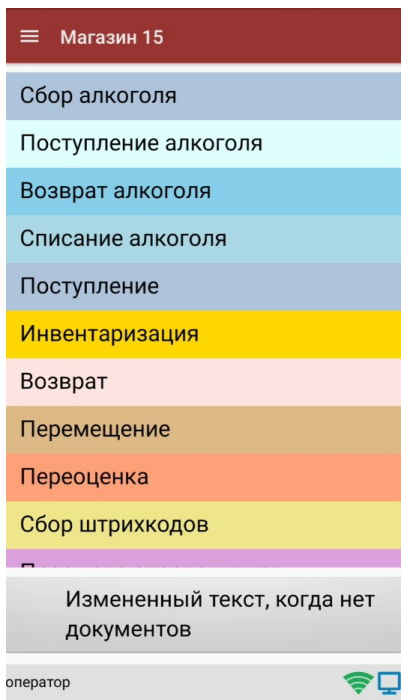 Магазин 15
Сбор алкоголя
Поступление алкоголя
Возврат алкоголя
Списание алкоголя
Поступление
Инвентаризация
Возврат
Перемещение
Переоценка
Сбор штрихкодов
Измененный текст, когда нет
документов
оператор